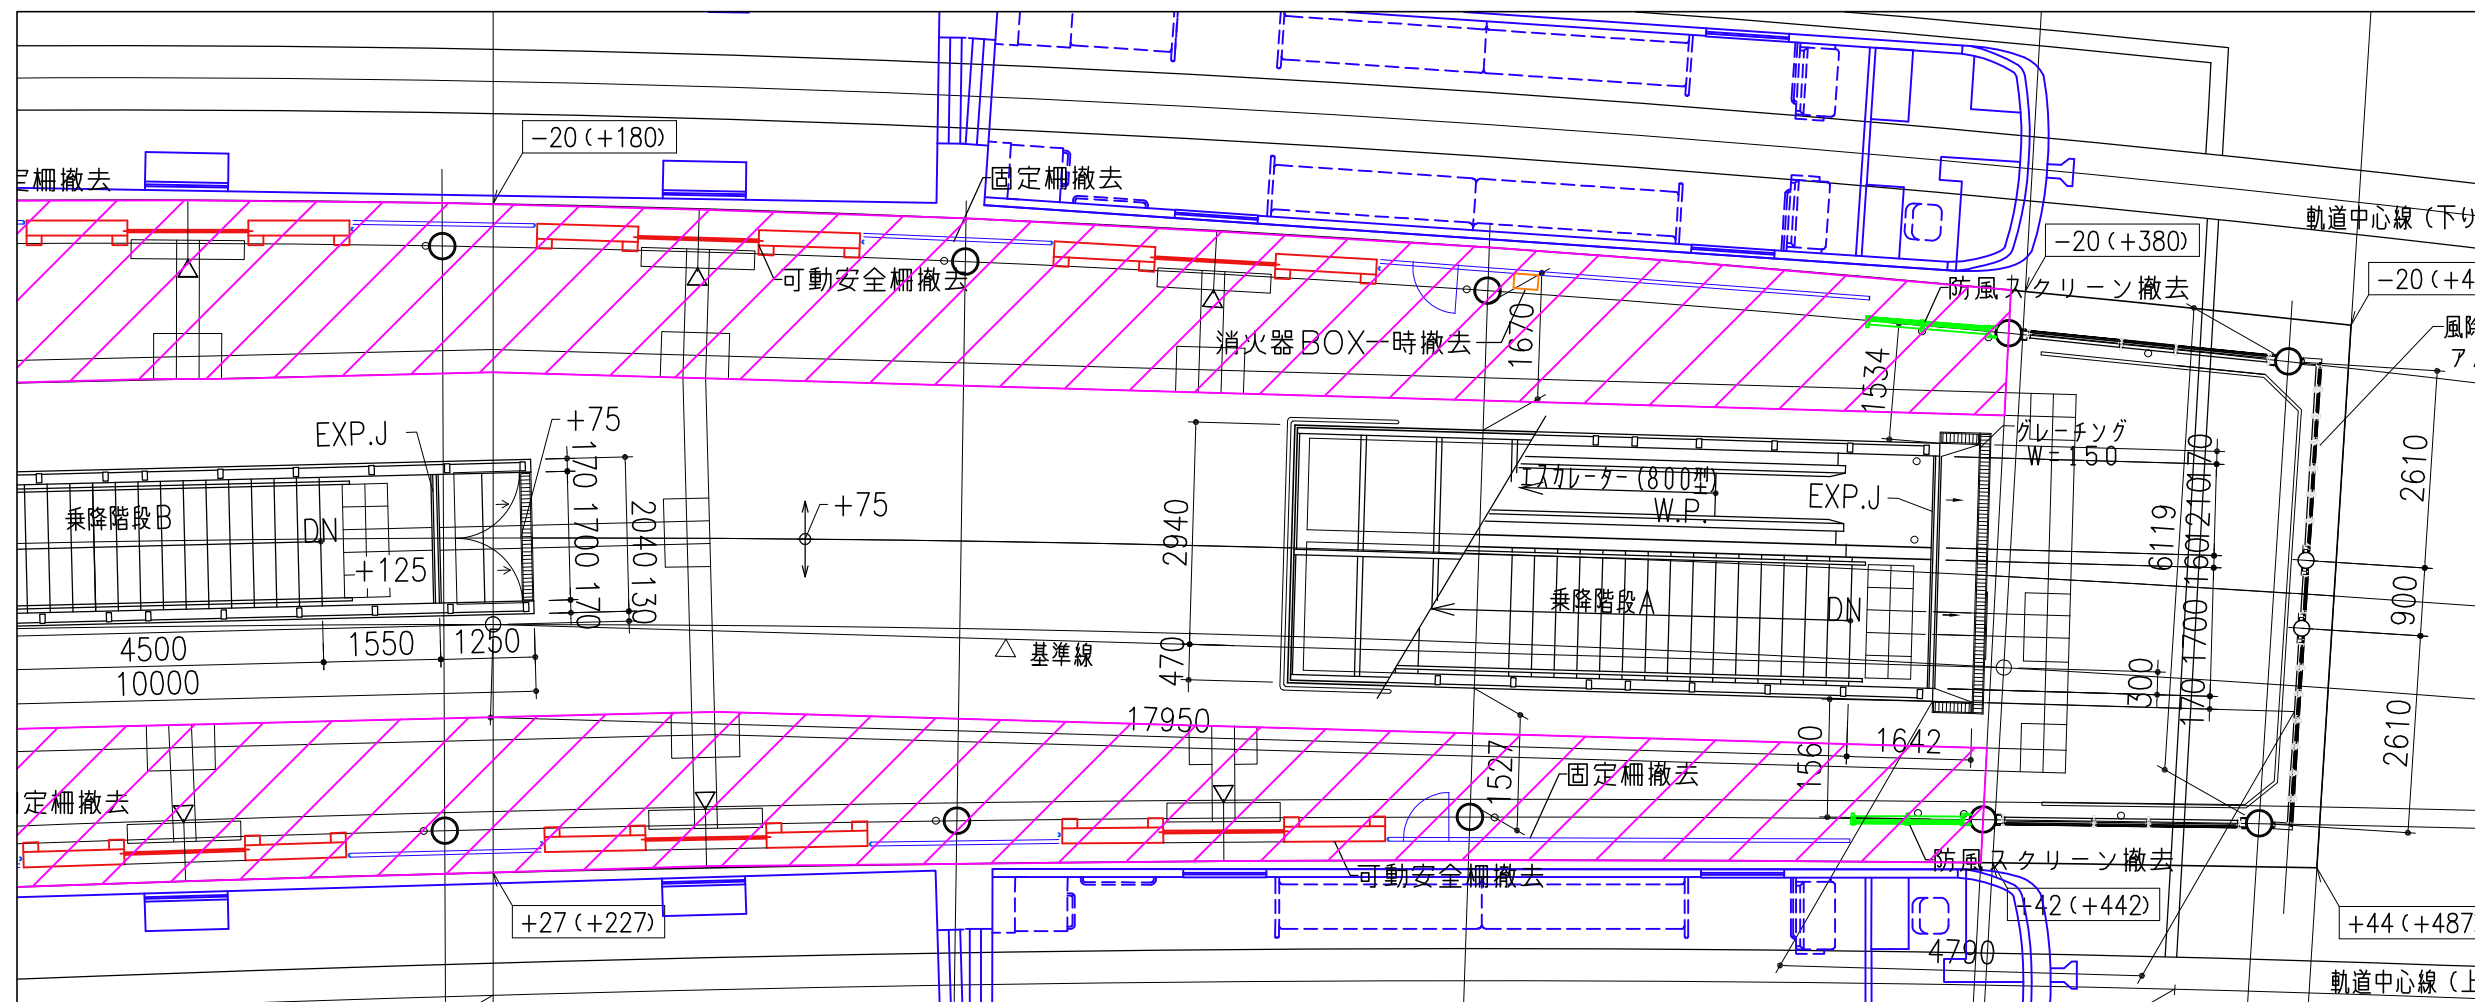 -20(+180)
定柵撤去
固定柵撤去
軌道中心線(下り
-20(+380)
-20(+4
可動安全柵撤去
防風スクリーン撤去
風除
消火器BOX一時撤去
1670
1534
EXP.J
+75
グレーチング
W=150
170
1700
170
2040
130
乗降階段B
DN
+125
+75
2940
470
エスカレーター(800型)
W.P.
EXP.J
乗降階段A
DN
6119
170
1210
160
1700
170
300
2610
900
2610
4500
1550
1250
10000
基準線
17950
1527
1560
1642
固定柵撤去
定柵撤去
可動安全柵撤去
防風スクリーン撤去
+27(+227)
+42(+442)
+44(+487
4790
軌道中心線(上